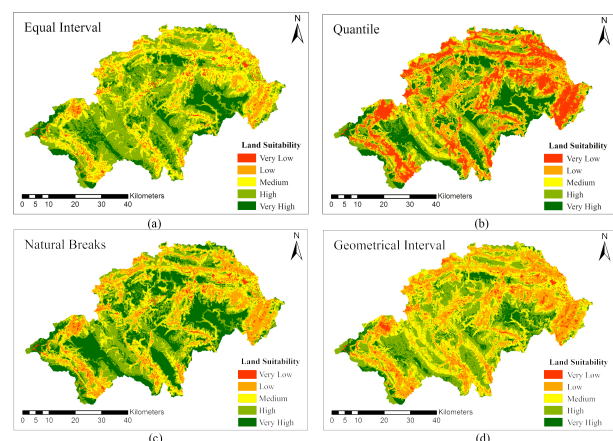 Equal Interval
N
Land Suitability
Very Low
Low
Medium
High
Very High
Kilometers
0 5 10 20 30 40
(a)
Quantile
N
Land Suitability
Very Low
Low
Medium
High
Very High
Kilometers
0 5 10 20 30 40
(b)
Natural Breaks
N
Land Suitability
Very Low
Low
Medium
High
Very High
Kilometers
0 5 10 20 30 40
(c)
Geometrical Interval
N
Land Suitability
Very Low
Low
Medium
High
Very High
Kilometers
0 5 10 20 30 40
(d)